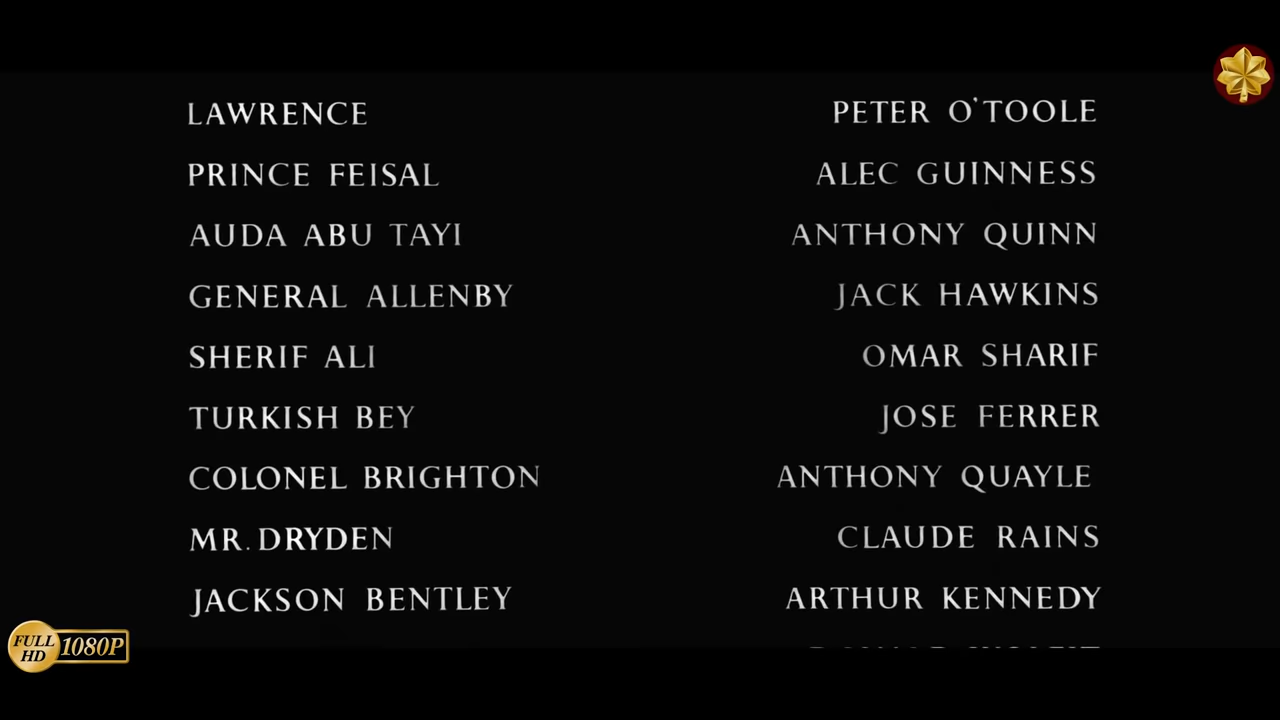 LAWRENCE PETER O'TOOLE
PRINCE FEISAL ALEC GUINNESS
AUDA ABU TAYI ANTHONY QUINN
GENERAL ALLENBY JACK HAWKINS
SHERIF ALI OMAR SHARIF
TURKISH BEY JOSE FERRER
COLONEL BRIGHTON ANTHONY QUAYLE
MR. DRYDEN CLAUDE RAINS
JACKSON BENTLEY ARTHUR KENNEDY
FULL HD 1080P